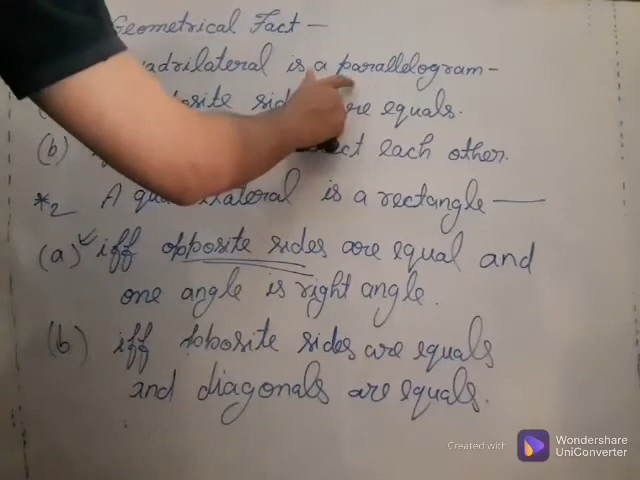 Geometrical Fact —
is a parallelogram –
are equals.
(b) each other.
*2 A is a rectangle —
(a) iff opposite sides are equal and
one angle is right angle.
(b) iff opposite sides are equals
and diagonals are equals.
Created with Wondershare UniConverter